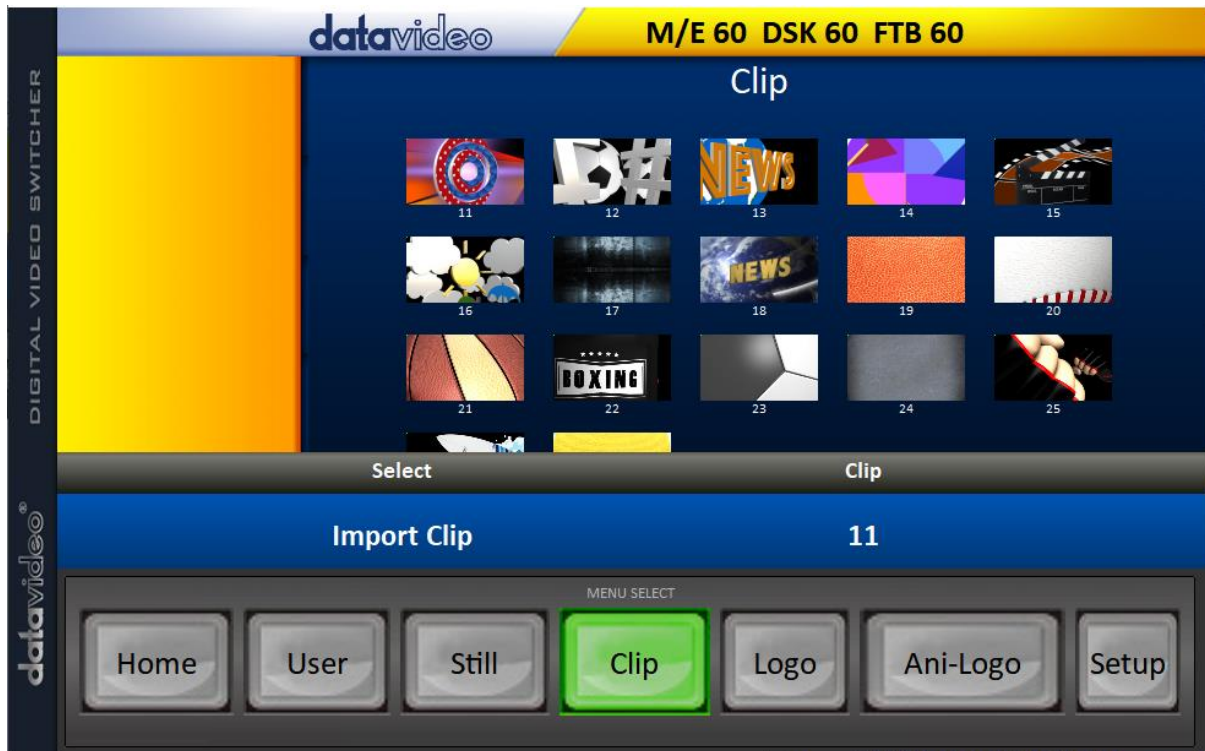 datavideo
M/E 60 DSK 60 FTB 60
DIGITAL VIDEO SWITCHER
datavideo®
Clip
11
12
NEWS
13
14
15
16
17
NEWS
18
19
20
21
BOXING
22
23
24
25
Select Clip
Import Clip 11
MENU SELECT
Home User Still Clip Logo Ani-Logo Setup